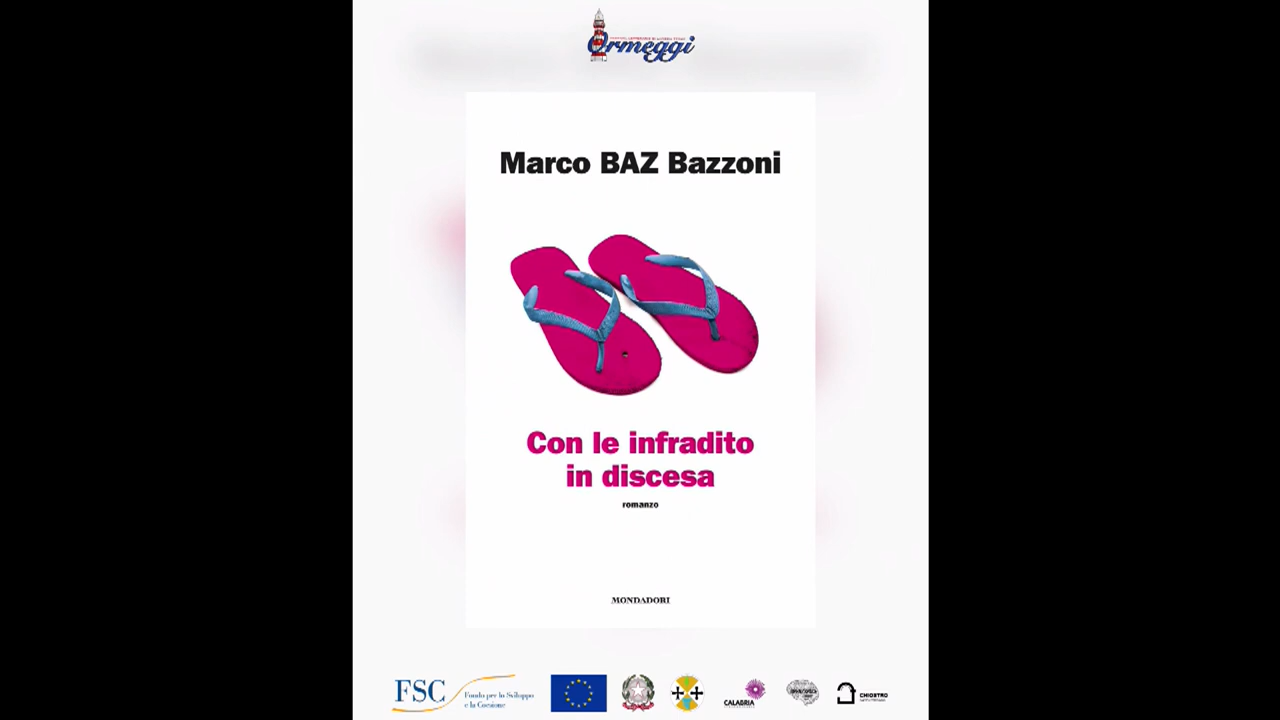 Ormeggi
Marco BAZ Bazzoni
Con le infradito
in discesa
romanzo
MONDADORI
FSC
Fondo per lo Sviluppo
e la Coesione
CALABRIA
CHIOSTRO